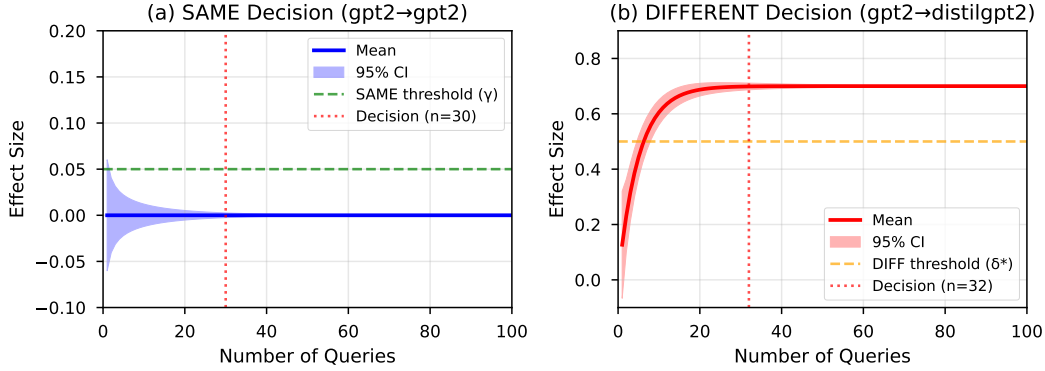 (a) SAME Decision (gpt2→gpt2)
0.20
0.15
0.10
0.05
0.00
−0.05
−0.10
Effect Size
0
20
40
60
80
100
Number of Queries
Mean
95% CI
SAME threshold (γ)
Decision (n=30)
(b) DIFFERENT Decision (gpt2→distilgpt2)
0.8
0.6
0.4
0.2
0.0
Effect Size
0
20
40
60
80
100
Number of Queries
Mean
95% CI
DIFF threshold (δ*)
Decision (n=32)